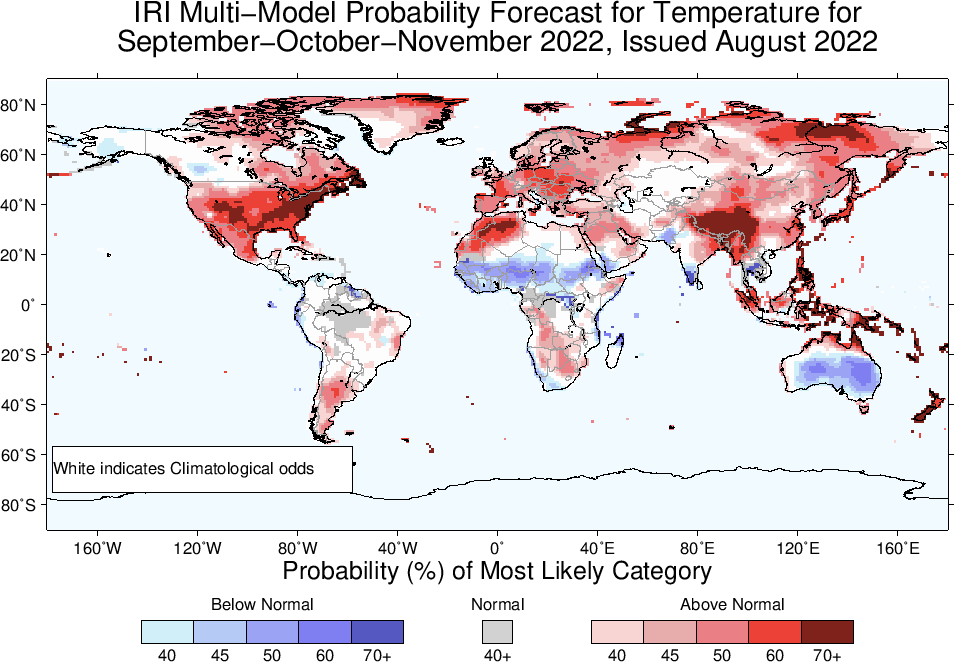 IRI Multi−Model Probability Forecast for Temperature for
September−October−November 2022, Issued August 2022
80˚N
60˚N
40˚N
20˚N
0˚
20˚S
40˚S
60˚S
80˚S
White indicates Climatological odds
160˚W 120˚W 80˚W 40˚W 0˚ 40˚E 80˚E 120˚E 160˚E
Probability (%) of Most Likely Category
Below Normal Normal Above Normal
40 45 50 60 70+ 40+ 40 45 50 60 70+